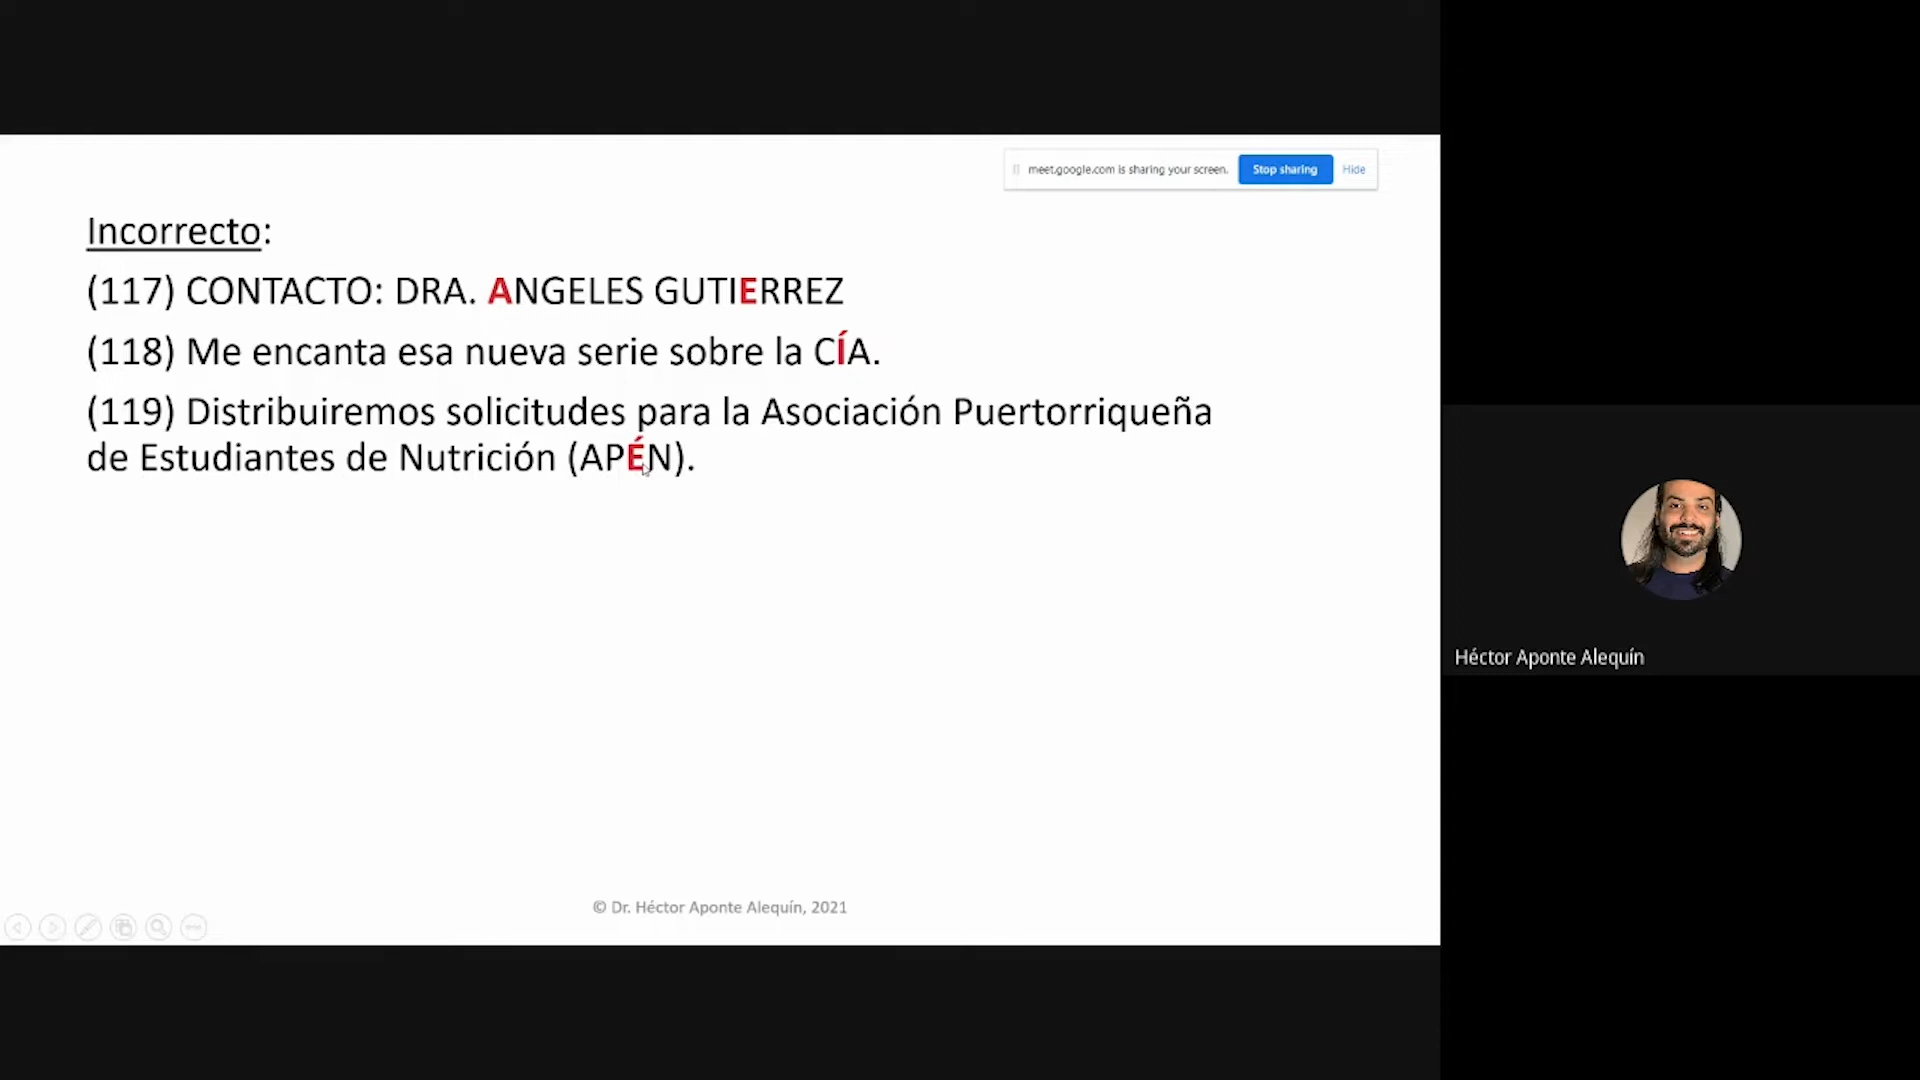 meet.google.com is sharing your screen. Stop sharing Hide
Incorrecto:
(117) CONTACTO: DRA. ANGELES GUTIERREZ
(118) Me encanta esa nueva serie sobre la CÍA.
(119) Distribuiremos solicitudes para la Asociación Puertorriqueña
de Estudiantes de Nutrición (APÉN).
Héctor Aponte Alequín
© Dr. Héctor Aponte Alequín, 2021